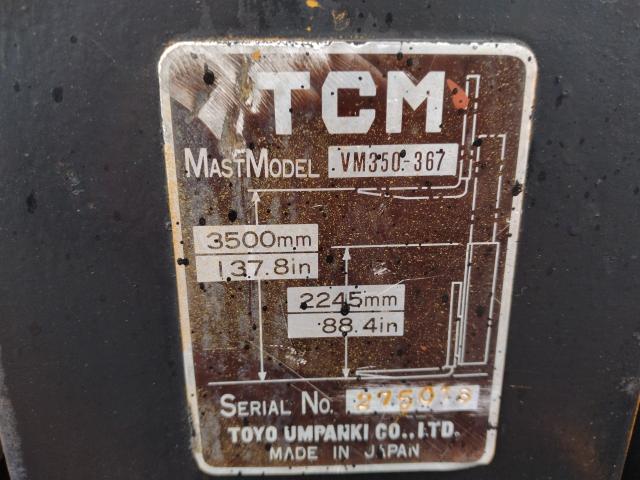 TCM
MAST MODEL VM350-367
3500mm
137.8in
2245mm
88.4in
SERIAL NO.
TOYO UMPANKI CO., LTD.
MADE IN JAPAN